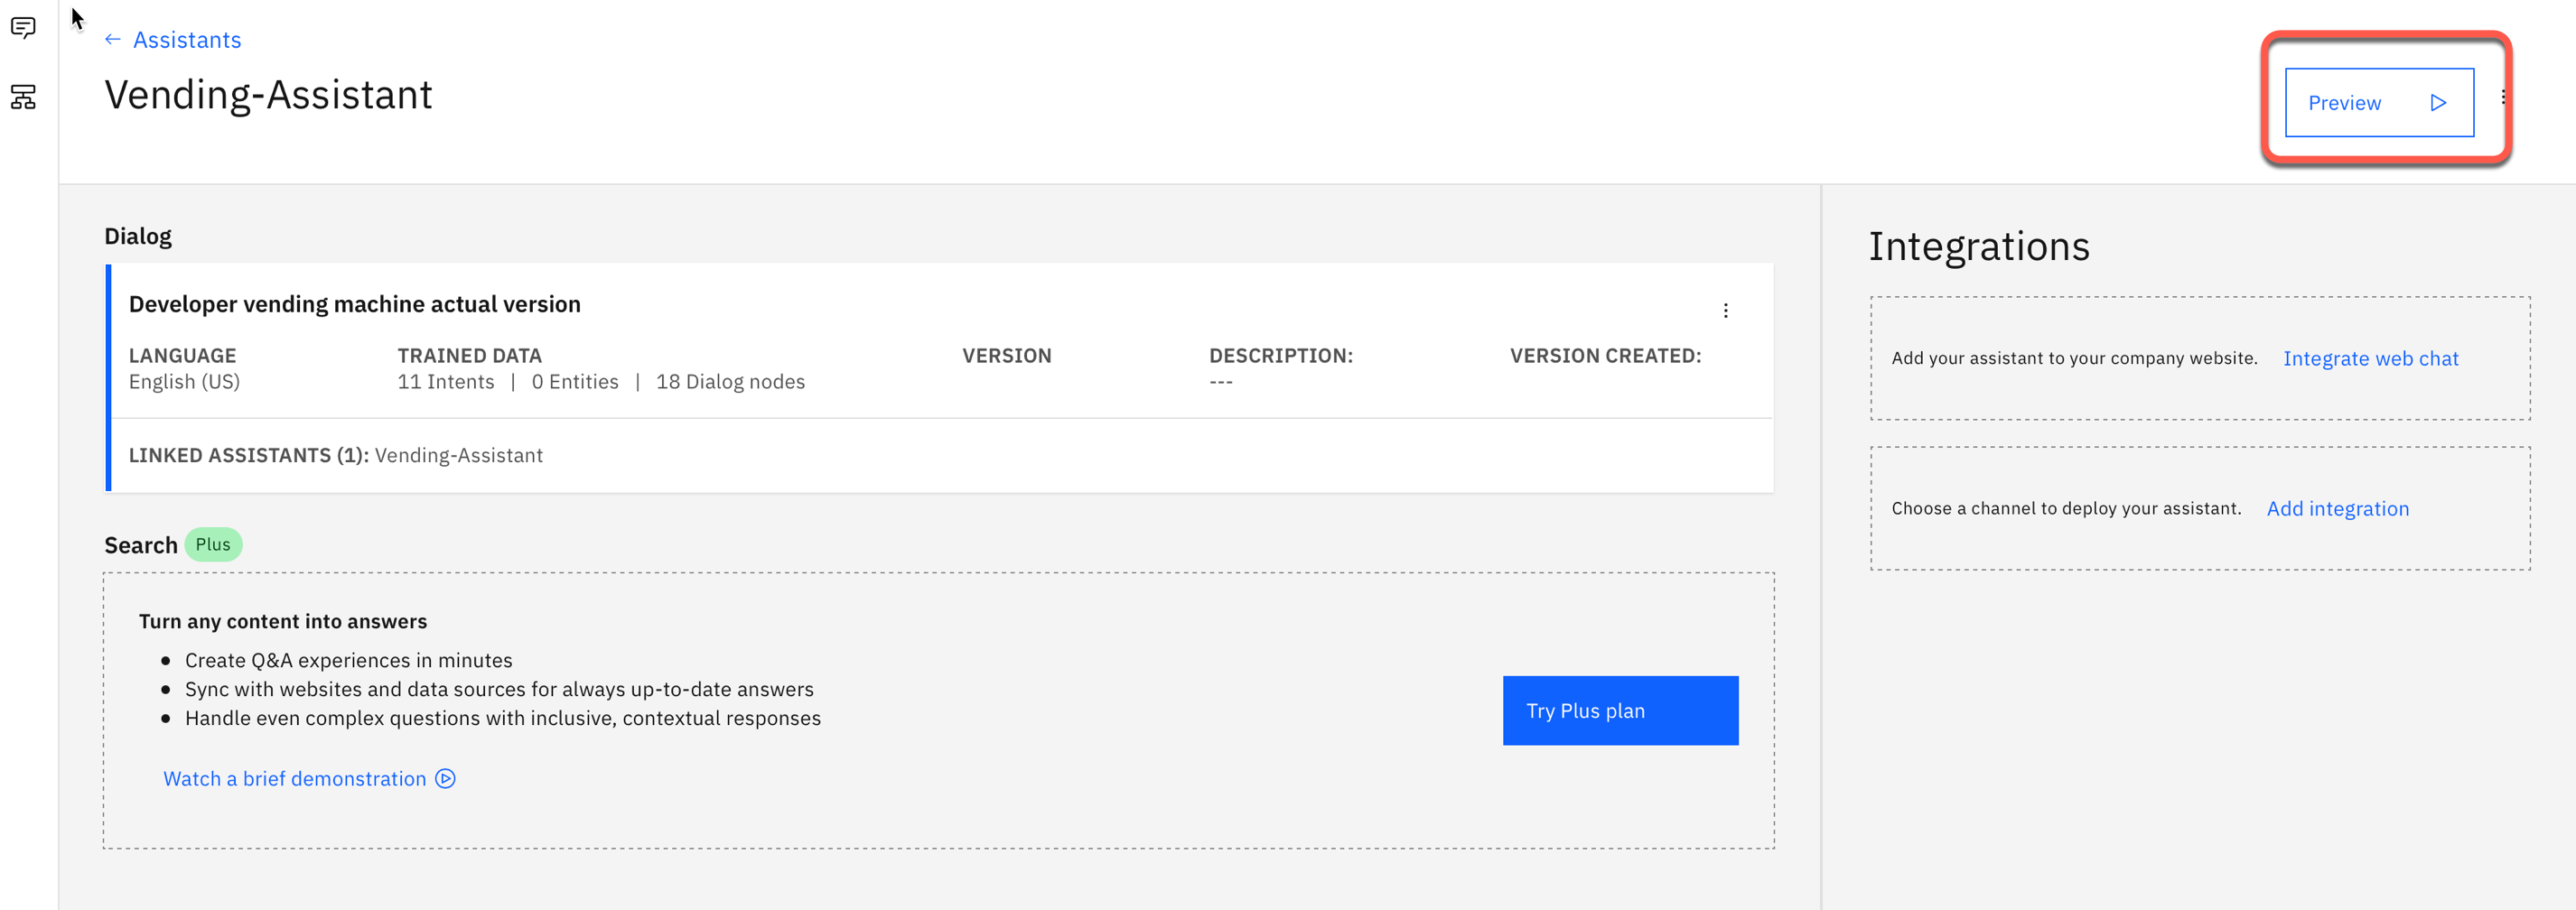 ← Assistants
Vending-Assistant
Preview
Dialog
Developer vending machine actual version
LANGUAGE TRAINED DATA VERSION DESCRIPTION: VERSION CREATED:
English (US) 11 Intents | 0 Entities | 18 Dialog nodes ---
LINKED ASSISTANTS (1): Vending-Assistant
Search Plus
Turn any content into answers
● Create Q&A experiences in minutes
● Sync with websites and data sources for always up-to-date answers
● Handle even complex questions with inclusive, contextual responses
Try Plus plan
Watch a brief demonstration
Integrations
Add your assistant to your company website. Integrate web chat
Choose a channel to deploy your assistant. Add integration